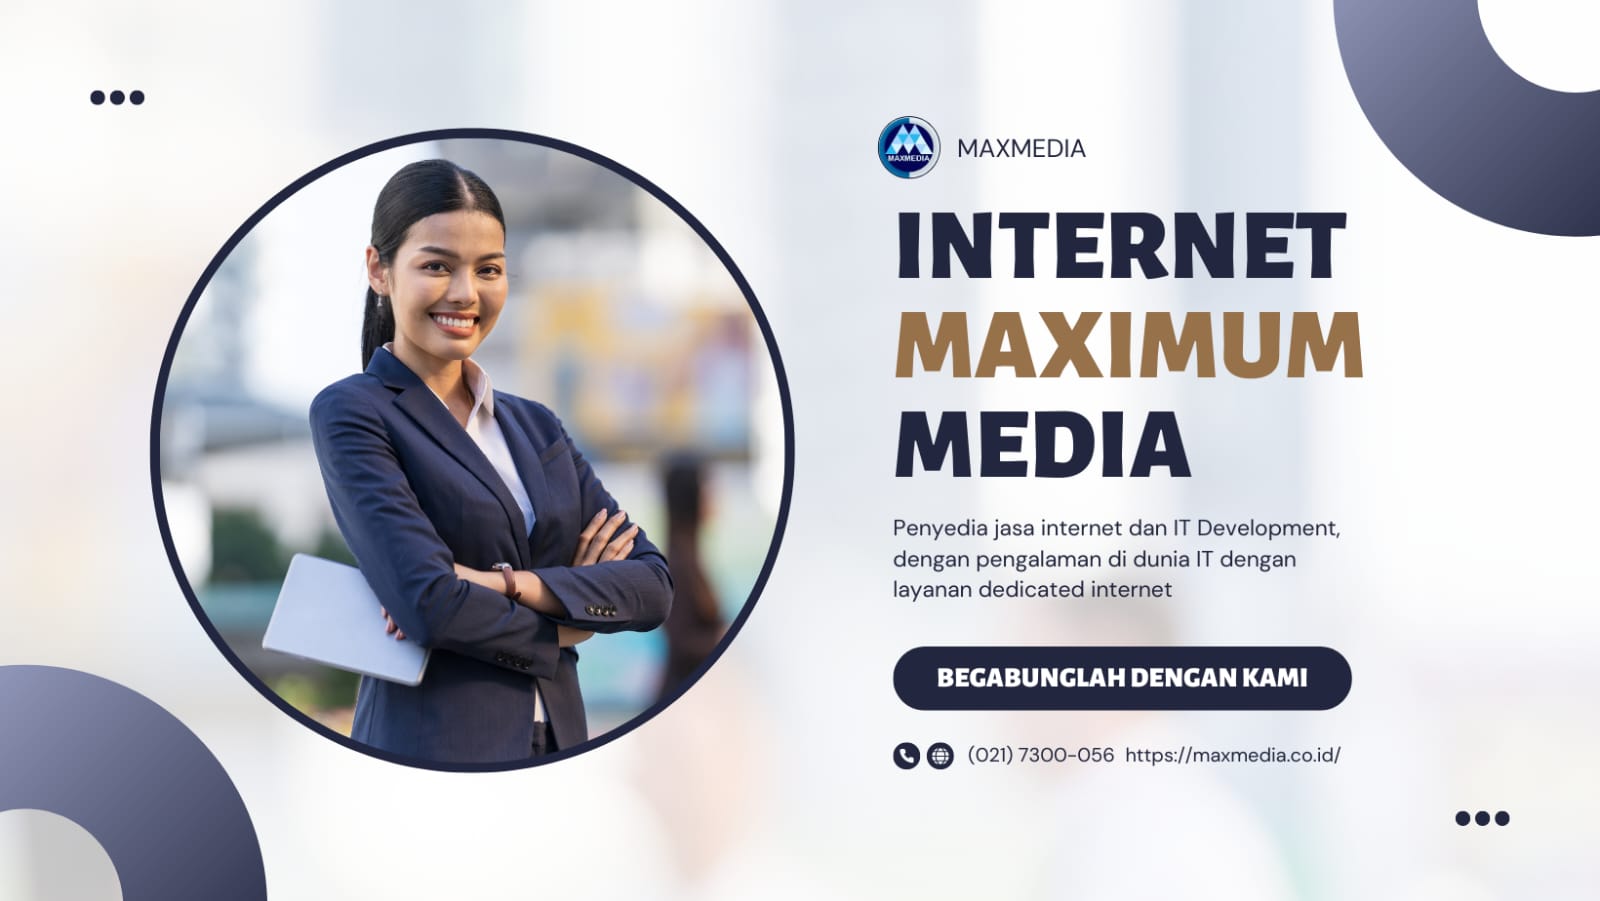 MAXMEDIA
MAXMEDIA
INTERNET
MAXIMUM
MEDIA
Penyedia jasa internet dan IT Development,
dengan pengalaman di dunia IT dengan
layanan dedicated internet
BEGABUNGLAH DENGAN KAMI
(021) 7300-056 https://maxmedia.co.id/